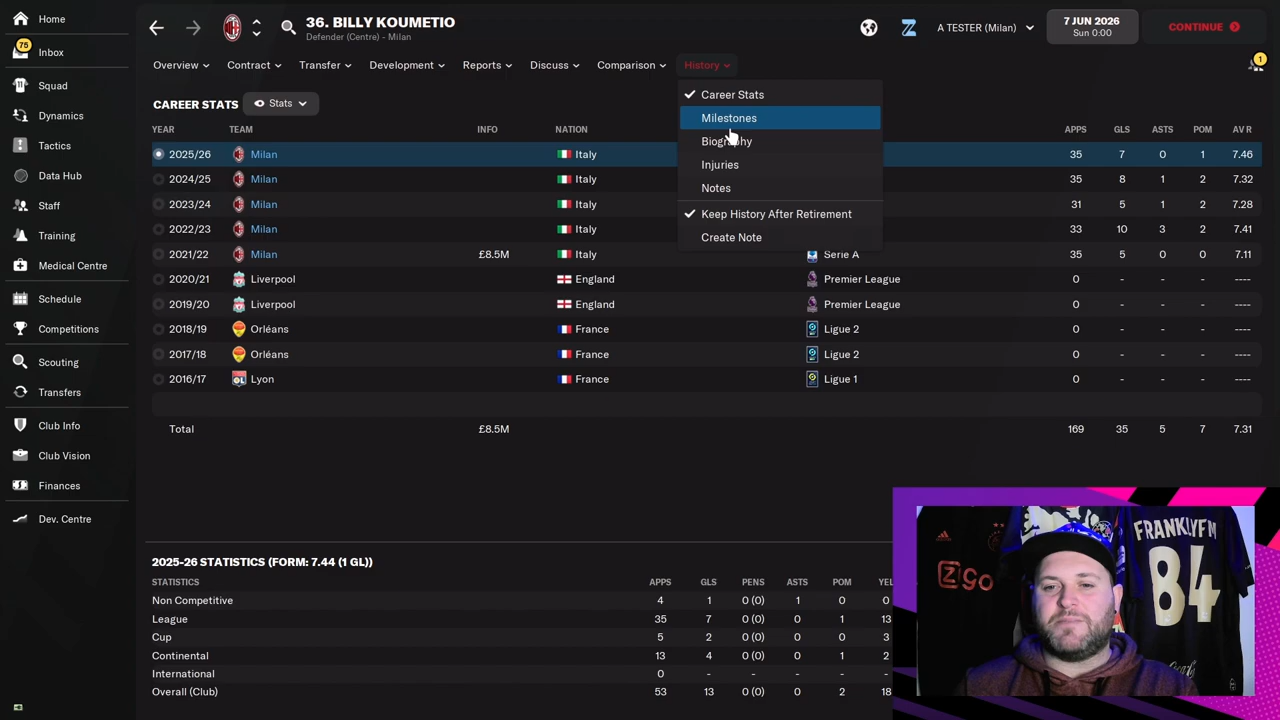 36. BILLY KOUMETIO
Defender (Centre) - Milan
A TESTER (Milan)
7 JUN 2026
Sun 0:00
CONTINUE
Home
75
Inbox
Squad
Dynamics
Tactics
Data Hub
Staff
Training
Medical Centre
Schedule
Competitions
Scouting
Transfers
Club Info
Club Vision
Finances
Dev. Centre
Overview Contract Transfer Development Reports Discuss Comparison History
1
Career Stats
Milestones
Biography
Injuries
Notes
Keep History After Retirement
Create Note
CAREER STATS Stats
YEAR TEAM INFO NATION APPS GLS ASTS POM AV R
2025/26 Milan Italy 35 7 0 1 7.46
2024/25 Milan Italy 35 8 1 2 7.32
2023/24 Milan Italy 31 5 1 2 7.28
2022/23 Milan Italy 33 10 3 2 7.41
2021/22 Milan £8.5M Italy Serie A 35 5 0 0 7.11
2020/21 Liverpool England Premier League 0 - - - ----
2019/20 Liverpool England Premier League 0 - - - ----
2018/19 Orléans France Ligue 2 0 - - - ----
2017/18 Orléans France Ligue 2 0 - - - ----
2016/17 Lyon France Ligue 1 0 - - - ----
Total £8.5M 169 35 5 7 7.31
2025-26 STATISTICS (FORM: 7.44 (1 GL))
STATISTICS APPS GLS PENS ASTS POM YEL
Non Competitive 4 1 0 (0) 1 0 0
League 35 7 0 (0) 0 1 13
Cup 5 2 0 (0) 0 0 3
Continental 13 4 0 (0) 0 1 2
International 0 - - - - -
Overall (Club) 53 13 0 (0) 0 2 18
ziggo
FRANKLYFM
84